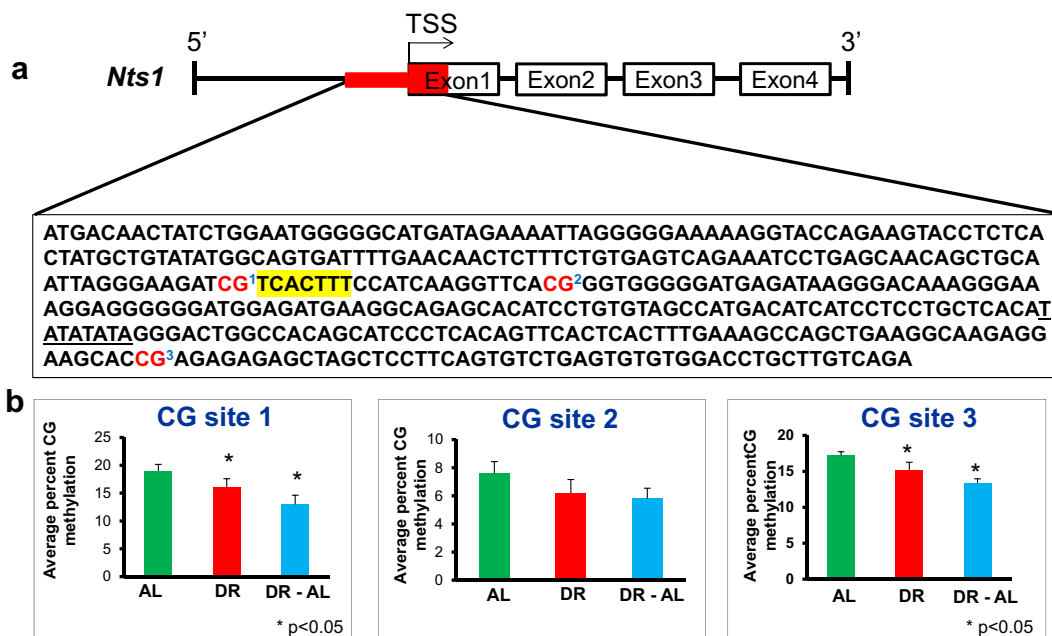 a
5’
TSS
3’
Nts1
Exon1
Exon2
Exon3
Exon4
ATGACAACTATCTGGAATGGGGGCATGATAGAAAATTAGGGGGAAAAAGGTACCAGAAGTACCTCTCA
CTATGCTGTATATGGCAGTGATTTTGAACAACTCTTTCTGTGAGTCAGAAATCCTGAGCAACAGCTGCA
ATTAGGGAAGATCG1TCACTTTCCATCAAGGTTCACG2GGTGGGGGATGAGATAAGGGACAAAGGGAA
AGGAGGGGGGATGGAGATGAAGGCAGAGCACATCCTGTGTAGCCATGACATCATCCTCCTGCTCACAT
ATATATAGGGACTGGCCACAGCATCCCTCACAGTTCACTCACTTTGAAAGCCAGCTGAAGGCAAGAGG
AAGCACCG3AGAGAGAGCTAGCTCCTTCAGTGTCTGAGTGTGTGGACCTGCTTGTCAGA
b
CG site 1
Average percent CG
methylation
25
20
15
10
5
0
*
*
AL
DR
DR - AL
* p<0.05
CG site 2
Average percent CG
methylation
10
8
6
4
2
0
AL
DR
DR - AL
CG site 3
Average percentCG
methylation
20
15
10
5
0
*
*
AL
DR
DR - AL
* p<0.05